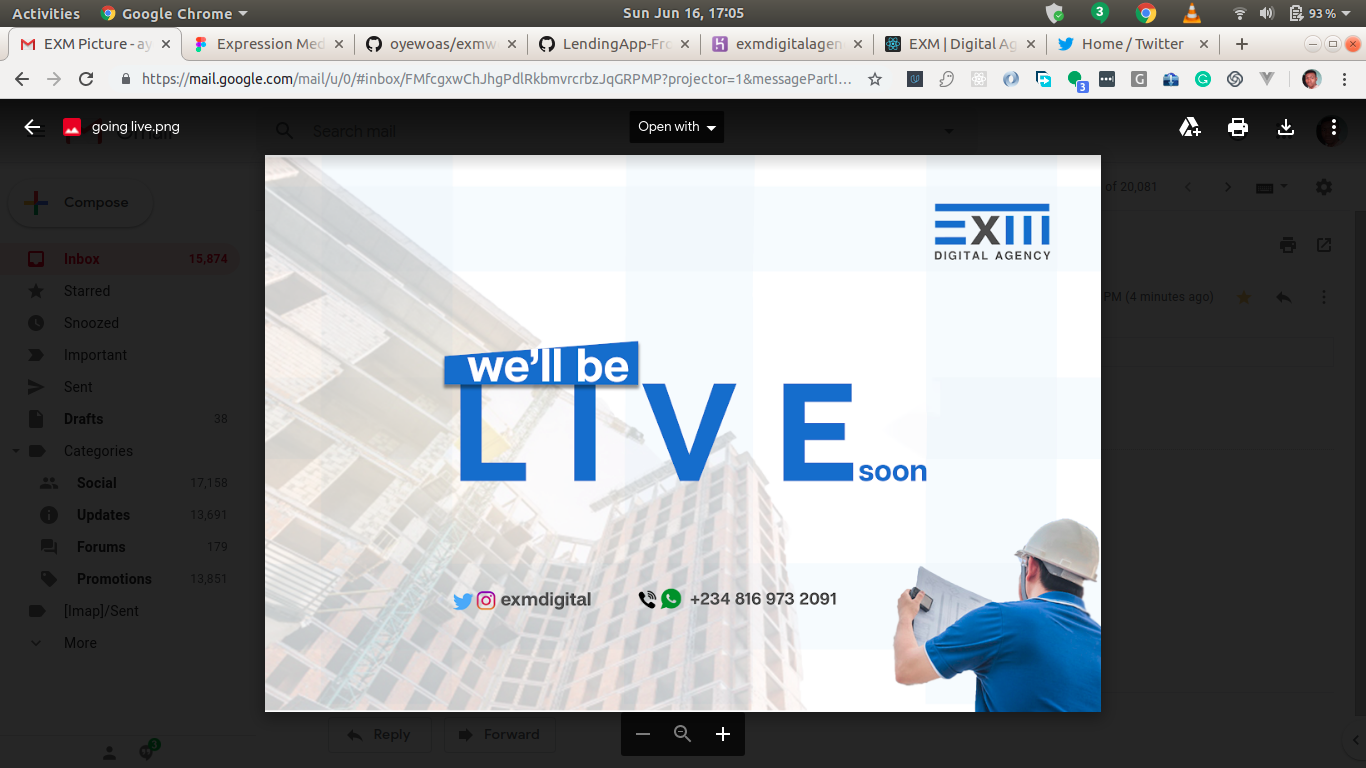 Activities Google Chrome Sun Jun 16, 17:05 3 93 %
EXM Picture - ay Expression Med oyewoas/exmw LendingApp-Fro exmdigitalagen EXM | Digital Ag Home / Twitter
https://mail.google.com/mail/u/0/#inbox/FMfcgxwChJhgPdlRkbmvrcrbzJqGRPMP?projector=1&messagePartI... 3 G
going live.png Search mail Open with
Compose of 20,081
EXM
DIGITAL AGENCY
Inbox 15,874
Starred PM (4 minutes ago)
Snoozed
Important
we'll be
LIVE soon
Sent
Drafts 38
Categories
Social 17,158
Updates 13,691
Forums 179
Promotions 13,851
exmdigital +234 816 973 2091
[Imap]/Sent
More
Reply Forward
3